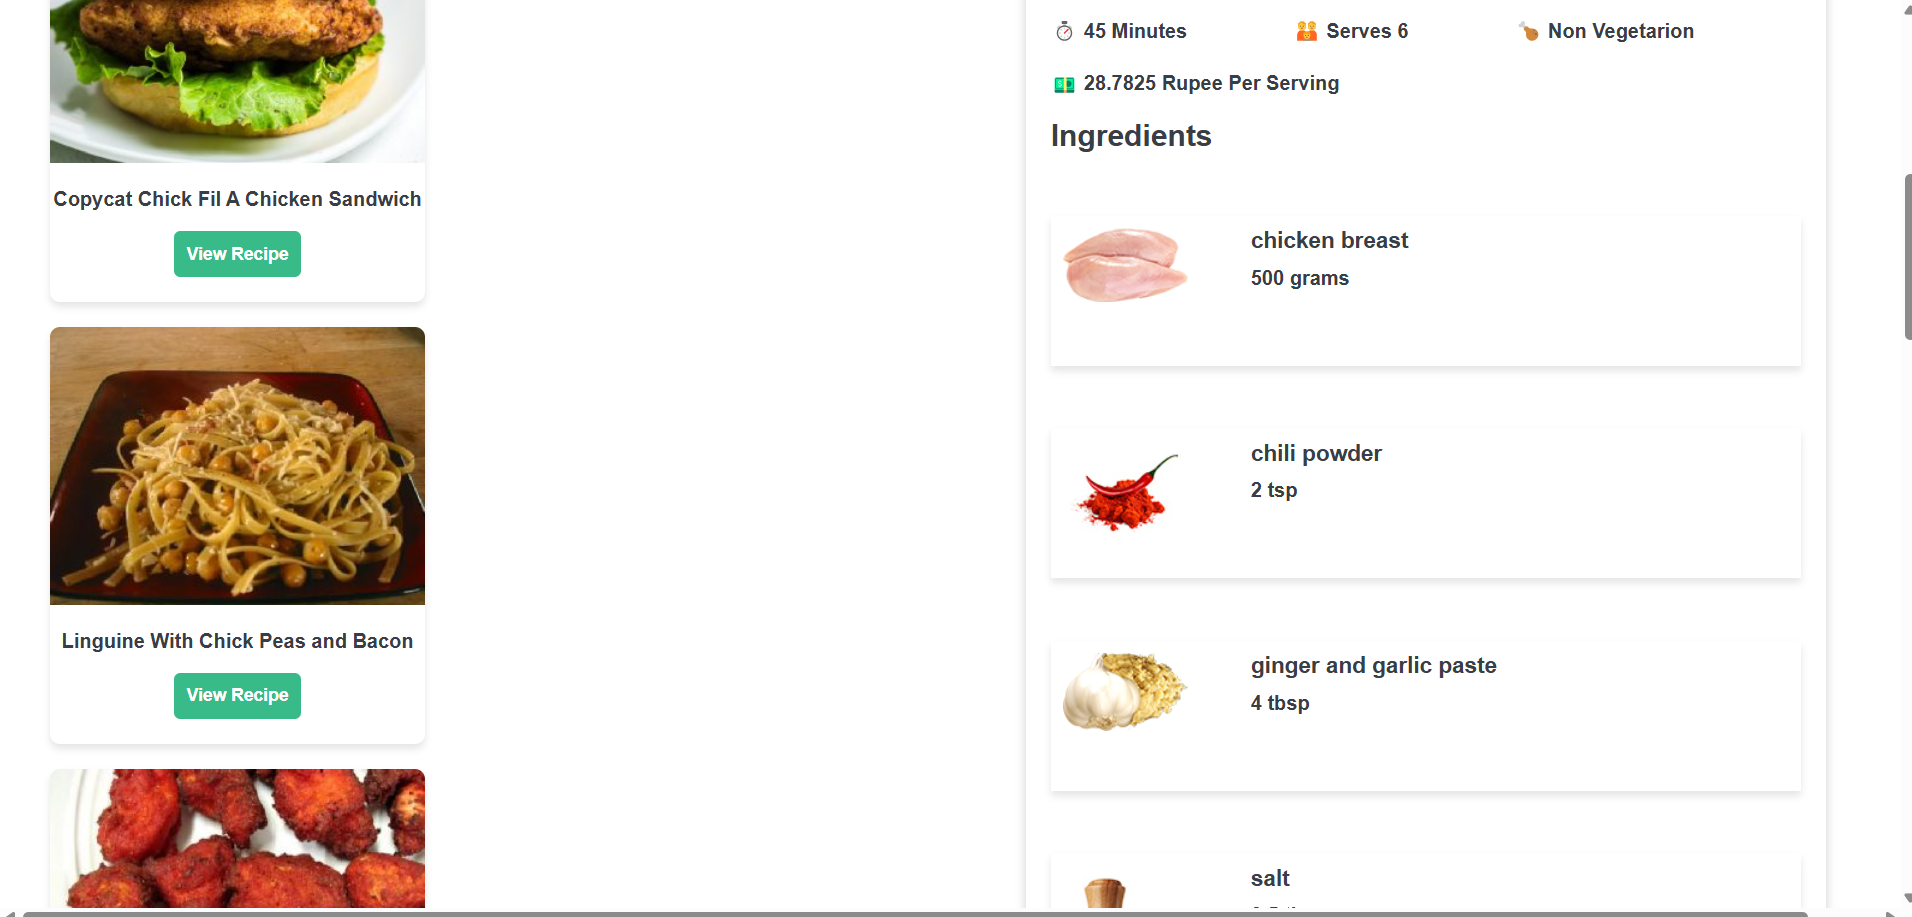 Copycat Chick Fil A Chicken Sandwich
View Recipe
Linguine With Chick Peas and Bacon
View Recipe
45 Minutes
Serves 6
Non Vegetarion
28.7825 Rupee Per Serving
Ingredients
chicken breast
500 grams
chili powder
2 tsp
ginger and garlic paste
4 tbsp
salt